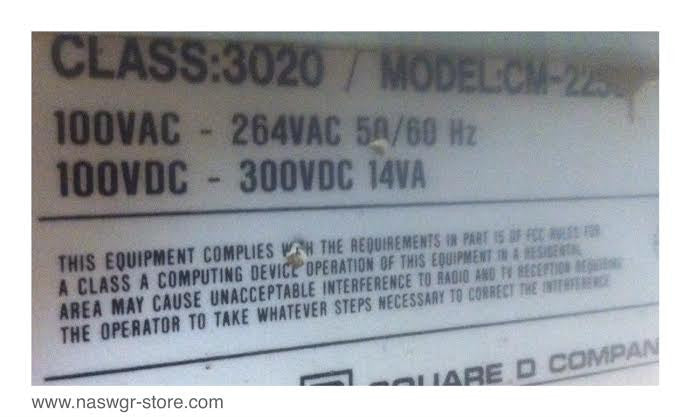 CLASS:3020 / MODEL:CM-225
100VAC - 264VAC 50/60 Hz
100VDC - 300VDC 14VA
THIS EQUIPMENT COMPLIES WITH THE REQUIREMENTS IN PART 15 OF FCC RULES FOR
A CLASS A COMPUTING DEVICE OPERATION OF THIS EQUIPMENT IN A RESIDENTAL
AREA MAY CAUSE UNACCEPTABLE INTERFERENCE TO RADIO AND TV RECEPTION REQUIRING
THE OPERATOR TO TAKE WHATEVER STEPS NECESSARY TO CORRECT THE INTERFERENCE
SQUARE D COMPAN
www.naswgr-store.com